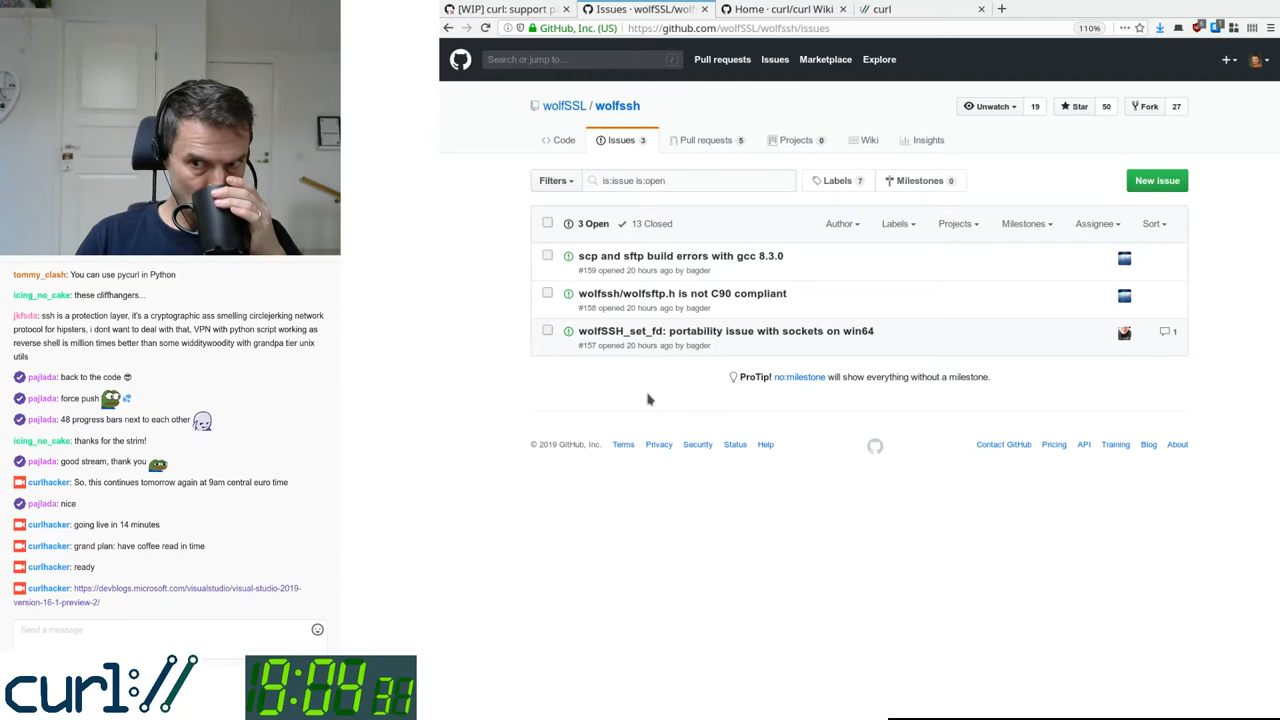 [WIP] curl: support p
Issues · wolfSSL/wolf
Home · curl/curl Wiki
curl
GitHub, Inc. (US)
https://github.com/wolfSSL/wolfssh/issues
110%
Search or jump to…
/
Pull requests
Issues
Marketplace
Explore
wolfSSL / wolfssh
Unwatch 19
Star 50
Fork 27
Code
Issues 3
Pull requests 5
Projects 0
Wiki
Insights
Filters
is:issue is:open
Labels 7
Milestones 0
New issue
3 Open
13 Closed
Author
Labels
Projects
Milestones
Assignee
Sort
scp and sftp build errors with gcc 8.3.0
#159 opened 20 hours ago by bagder
wolfssh/wolfsftp.h is not C90 compliant
#158 opened 20 hours ago by bagder
wolfSSH_set_fd: portability issue with sockets on win64
1
#157 opened 20 hours ago by bagder
ProTip! no:milestone will show everything without a milestone.
© 2019 GitHub, Inc.
Terms
Privacy
Security
Status
Help
Contact GitHub
Pricing
API
Training
Blog
About
tommy_clash: You can use pycurl in Python
icing_no_cake: these cliffhangers...
jkfsda: ssh is a protection layer, it's a cryptographic ass smelling circlejerking network
protocol for hipsters, i dont want to deal with that, VPN with python script working as
reverse shell is million times better than some widditywoodity with grandpa tier unix
utils
pajlada: back to the code 😎
pajlada: force push
pajlada: 48 progress bars next to each other
icing_no_cake: thanks for the strim!
pajlada: good stream, thank you
curlhacker: So, this continues tomorrow again at 9am central euro time
pajlada: nice
curlhacker: going live in 14 minutes
curlhacker: grand plan: have coffee read in time
curlhacker: ready
curlhacker: https://devblogs.microsoft.com/visualstudio/visual-studio-2019-
version-16-1-preview-2/
Send a message
curl://